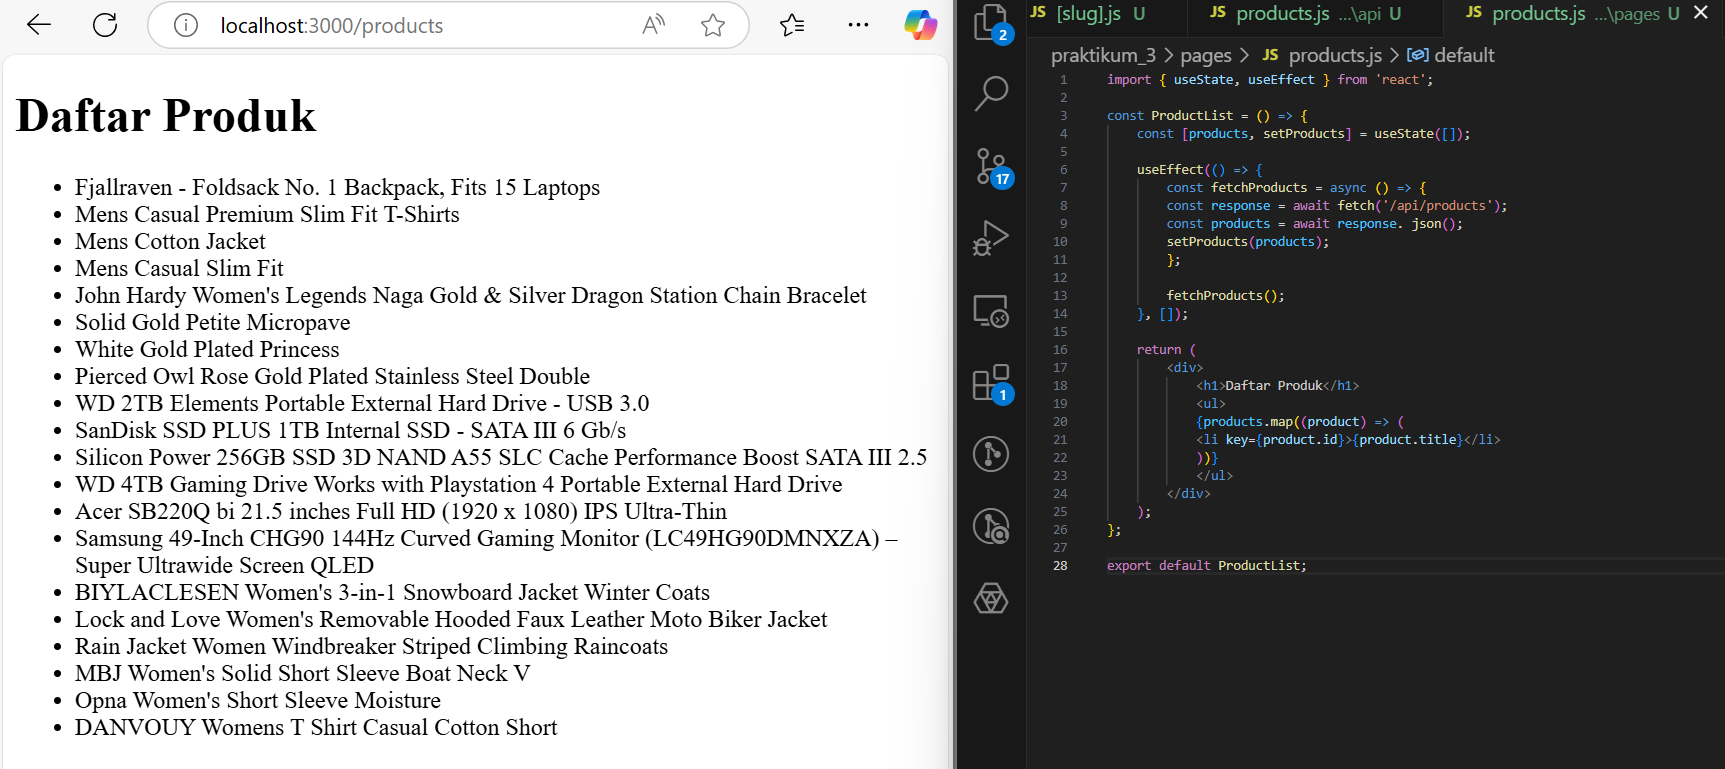 localhost:3000/products
Daftar Produk
• Fjallraven - Foldsack No. 1 Backpack, Fits 15 Laptops
• Mens Casual Premium Slim Fit T-Shirts
• Mens Cotton Jacket
• Mens Casual Slim Fit
• John Hardy Women's Legends Naga Gold & Silver Dragon Station Chain Bracelet
• Solid Gold Petite Micropave
• White Gold Plated Princess
• Pierced Owl Rose Gold Plated Stainless Steel Double
• WD 2TB Elements Portable External Hard Drive - USB 3.0
• SanDisk SSD PLUS 1TB Internal SSD - SATA III 6 Gb/s
• Silicon Power 256GB SSD 3D NAND A55 SLC Cache Performance Boost SATA III 2.5
• WD 4TB Gaming Drive Works with Playstation 4 Portable External Hard Drive
• Acer SB220Q bi 21.5 inches Full HD (1920 x 1080) IPS Ultra-Thin
• Samsung 49-Inch CHG90 144Hz Curved Gaming Monitor (LC49HG90DMNXZA) –
Super Ultrawide Screen QLED
• BIYLACLESEN Women's 3-in-1 Snowboard Jacket Winter Coats
• Lock and Love Women's Removable Hooded Faux Leather Moto Biker Jacket
• Rain Jacket Women Windbreaker Striped Climbing Raincoats
• MBJ Women's Solid Short Sleeve Boat Neck V
• Opna Women's Short Sleeve Moisture
• DANVOUY Womens T Shirt Casual Cotton Short
2
17
1
JS [slug].js U JS products.js ...\api U JS products.js ...\pages U
praktikum_3 > pages > JS products.js > default
1 import { useState, useEffect } from 'react';
2
3 const ProductList = () => {
4 const [products, setProducts] = useState([]);
5
6 useEffect(() => {
7 const fetchProducts = async () => {
8 const response = await fetch('/api/products');
9 const products = await response. json();
10 setProducts(products);
11 };
12
13 fetchProducts();
14 }, []);
15
16 return (
17 <div>
18 <h1>Daftar Produk</h1>
19 <ul>
20 {products.map((product) => (
21 <li key={product.id}>{product.title}</li>
22 ))}
23 </ul>
24 </div>
25 );
26 };
27
28 export default ProductList;